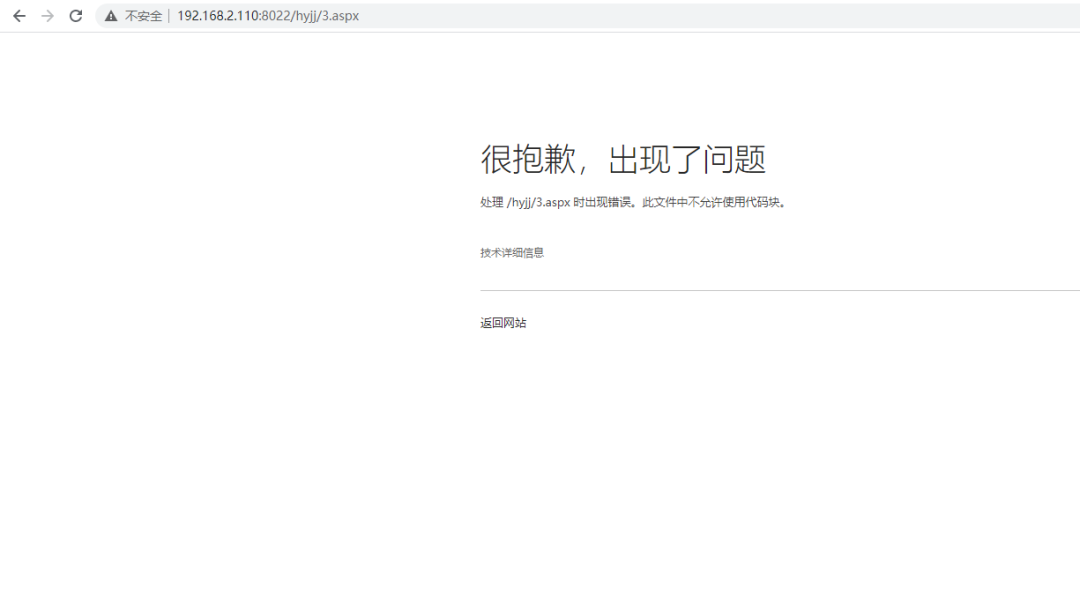 不安全 192.168.2.110:8022/hyjj/3.aspx
很抱歉，出现了问题
处理 /hyjj/3.aspx 时出现错误。此文件中不允许使用代码块。
技术详细信息
返回网站